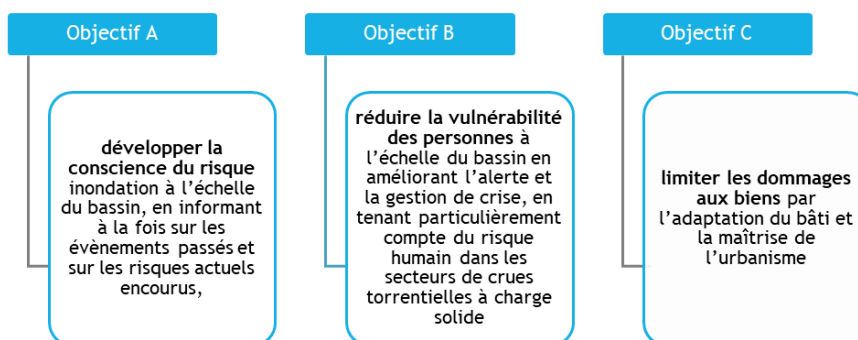 Objectif A
développer la
conscience du risque
inondation à l'échelle
du bassin, en informant
à la fois sur les
évènements passés et
sur les risques actuels
encourus,
Objectif B
réduire la vulnérabilité
des personnes à
l'échelle du bassin en
améliorant l'alerte et
la gestion de crise, en
tenant particulièrement
compte du risque
humain dans les
secteurs de crues
torrentielles à charge
solide
Objectif C
limiter les dommages
aux biens par
l'adaptation du bâti et
la maîtrise de
l'urbanisme